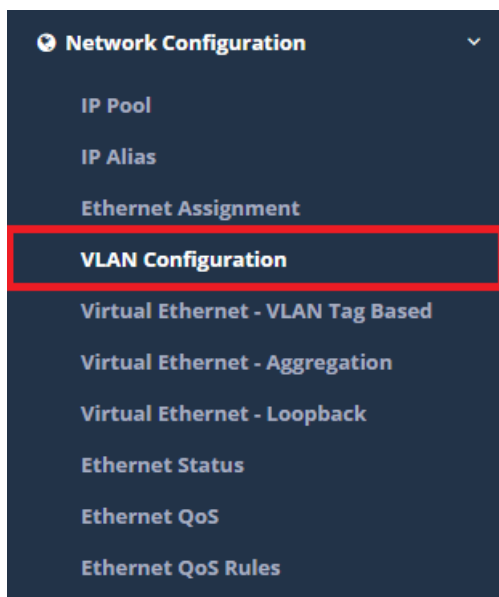 Network Configuration
IP Pool
IP Alias
Ethernet Assignment
VLAN Configuration
Virtual Ethernet - VLAN Tag Based
Virtual Ethernet - Aggregation
Virtual Ethernet - Loopback
Ethernet Status
Ethernet QoS
Ethernet QoS Rules